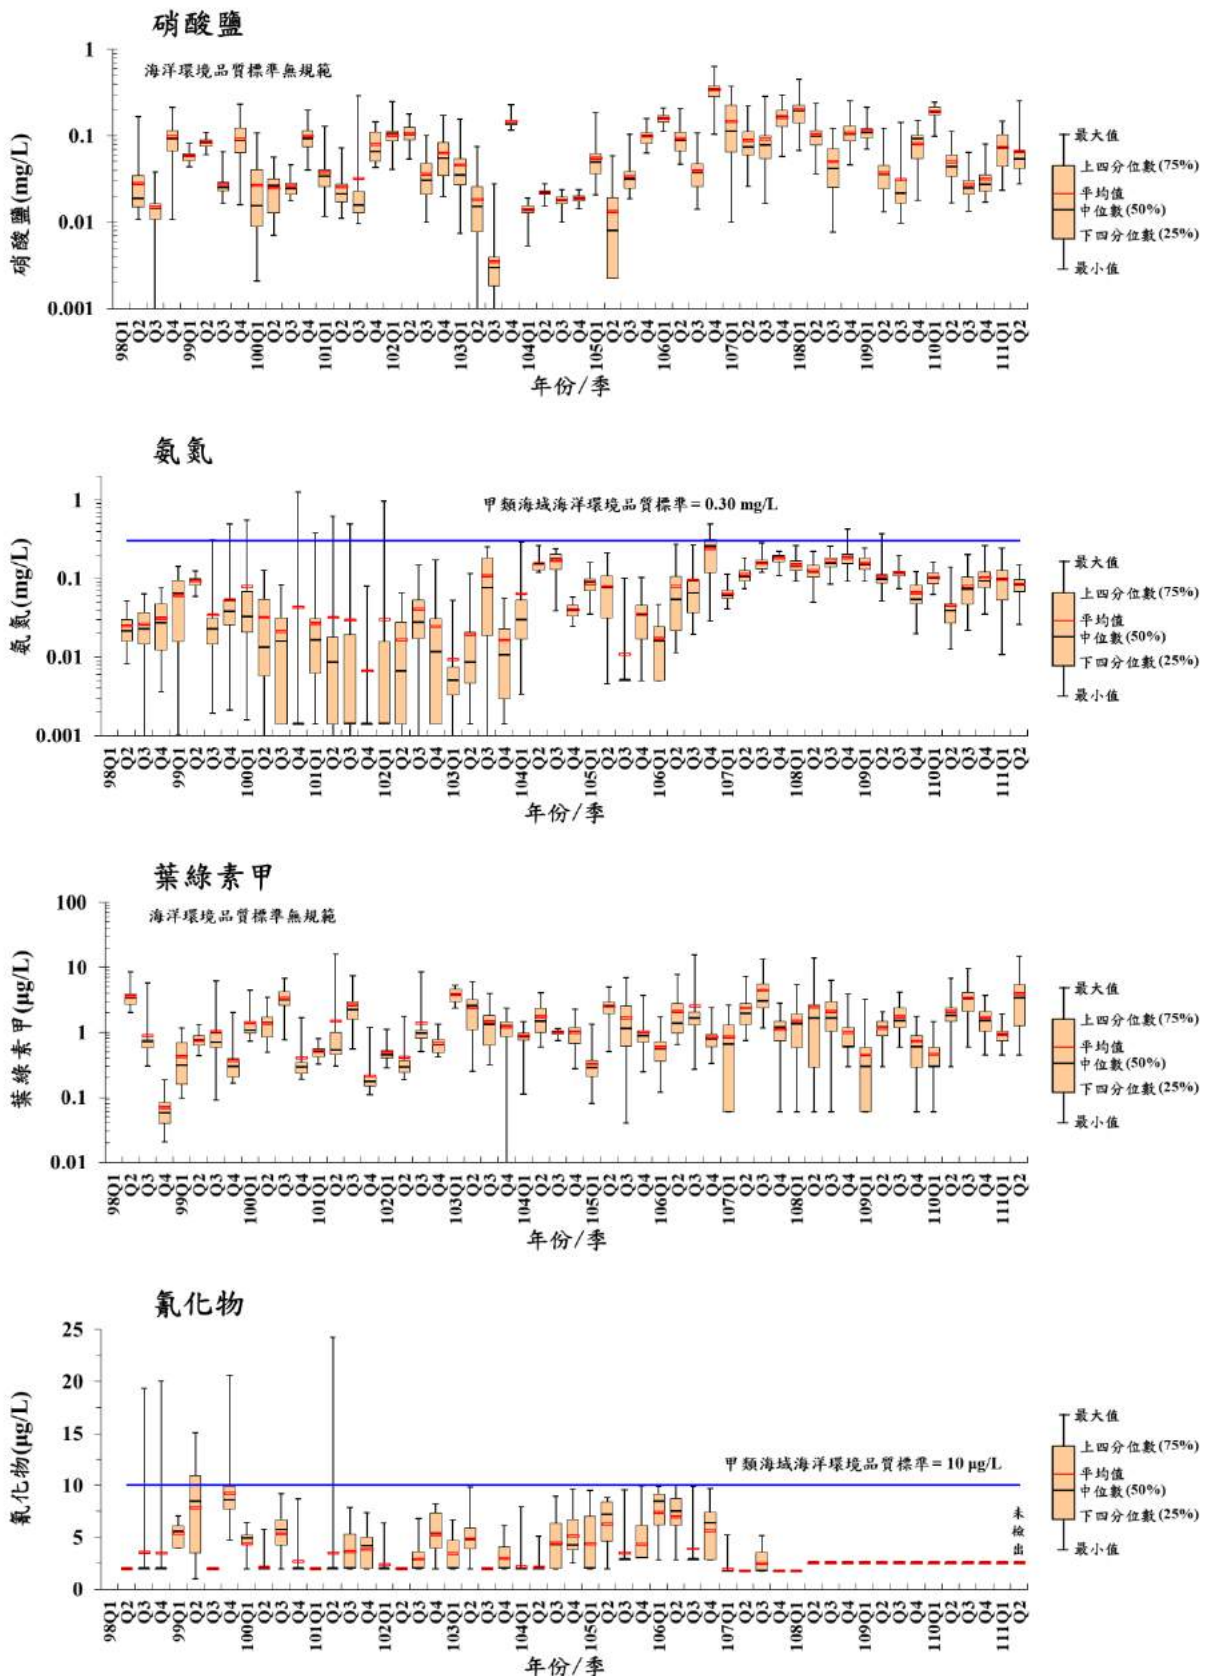 硝酸鹽
海洋環境品質標準無規範
硝酸鹽(mg/L)
1
0.1
0.01
0.001
98Q1 Q2 Q3 Q4 99Q1 Q2 Q3 Q4 100Q1 Q2 Q3 Q4 101Q1 Q2 Q3 Q4 102Q1 Q2 Q3 Q4 103Q1 Q2 Q3 Q4 104Q1 Q2 Q3 Q4 105Q1 Q2 Q3 Q4 106Q1 Q2 Q3 Q4 107Q1 Q2 Q3 Q4 108Q1 Q2 Q3 Q4 109Q1 Q2 Q3 Q4 110Q1 Q2 Q3 Q4 111Q1 Q2
年份/季
最大值
上四分位數(75%)
平均值
中位數(50%)
下四分位數(25%)
最小值
氨氮
甲類海域海洋環境品質標準 = 0.30 mg/L
氨氮(mg/L)
1
0.1
0.01
0.001
98Q1 Q2 Q3 Q4 99Q1 Q2 Q3 Q4 100Q1 Q2 Q3 Q4 101Q1 Q2 Q3 Q4 102Q1 Q2 Q3 Q4 103Q1 Q2 Q3 Q4 104Q1 Q2 Q3 Q4 105Q1 Q2 Q3 Q4 106Q1 Q2 Q3 Q4 107Q1 Q2 Q3 Q4 108Q1 Q2 Q3 Q4 109Q1 Q2 Q3 Q4 110Q1 Q2 Q3 Q4 111Q1 Q2
年份/季
最大值
上四分位數(75%)
平均值
中位數(50%)
下四分位數(25%)
最小值
葉綠素甲
海洋環境品質標準無規範
葉綠素甲(μg/L)
100
10
1
0.1
0.01
98Q1 Q2 Q3 Q4 99Q1 Q2 Q3 Q4 100Q1 Q2 Q3 Q4 101Q1 Q2 Q3 Q4 102Q1 Q2 Q3 Q4 103Q1 Q2 Q3 Q4 104Q1 Q2 Q3 Q4 105Q1 Q2 Q3 Q4 106Q1 Q2 Q3 Q4 107Q1 Q2 Q3 Q4 108Q1 Q2 Q3 Q4 109Q1 Q2 Q3 Q4 110Q1 Q2 Q3 Q4 111Q1 Q2
年份/季
最大值
上四分位數(75%)
平均值
中位數(50%)
下四分位數(25%)
最小值
氰化物
甲類海域海洋環境品質標準 = 10 μg/L
未檢出
氰化物(μg/L)
25
20
15
10
5
0
98Q1 Q2 Q3 Q4 99Q1 Q2 Q3 Q4 100Q1 Q2 Q3 Q4 101Q1 Q2 Q3 Q4 102Q1 Q2 Q3 Q4 103Q1 Q2 Q3 Q4 104Q1 Q2 Q3 Q4 105Q1 Q2 Q3 Q4 106Q1 Q2 Q3 Q4 107Q1 Q2 Q3 Q4 108Q1 Q2 Q3 Q4 109Q1 Q2 Q3 Q4 110Q1 Q2 Q3 Q4 111Q1 Q2
年份/季
最大值
上四分位數(75%)
平均值
中位數(50%)
下四分位數(25%)
最小值